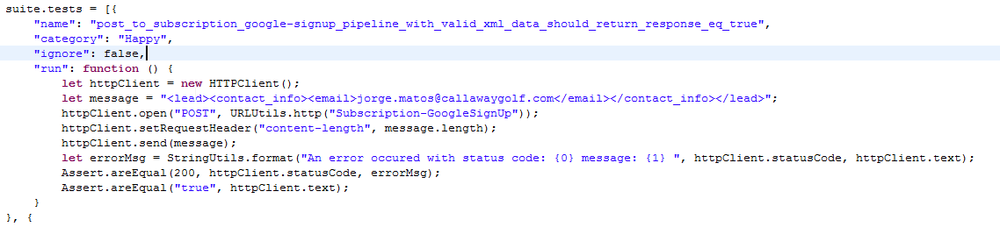 suite.tests = [{
    "name": "post_to_subscription_google-signup_pipeline_with_valid_xml_data_should_return_response_eq_true",
    "category": "Happy",
    "ignore": false,
    "run": function () {
        let httpClient = new HTTPClient();
        let message = "<lead><contact_info><email>jorge.matos@callawaygolf.com</email></contact_info></lead>";
        httpClient.open("POST", URLUtils.http("Subscription-GoogleSignUp"));
        httpClient.setRequestHeader("content-length", message.length);
        httpClient.send(message);
        let errorMsg = StringUtils.format("An error occured with status code: {0} message: {1} ", httpClient.statusCode, httpClient.text);
        Assert.areEqual(200, httpClient.statusCode, errorMsg);
        Assert.areEqual("true", httpClient.text);
    }
}, {